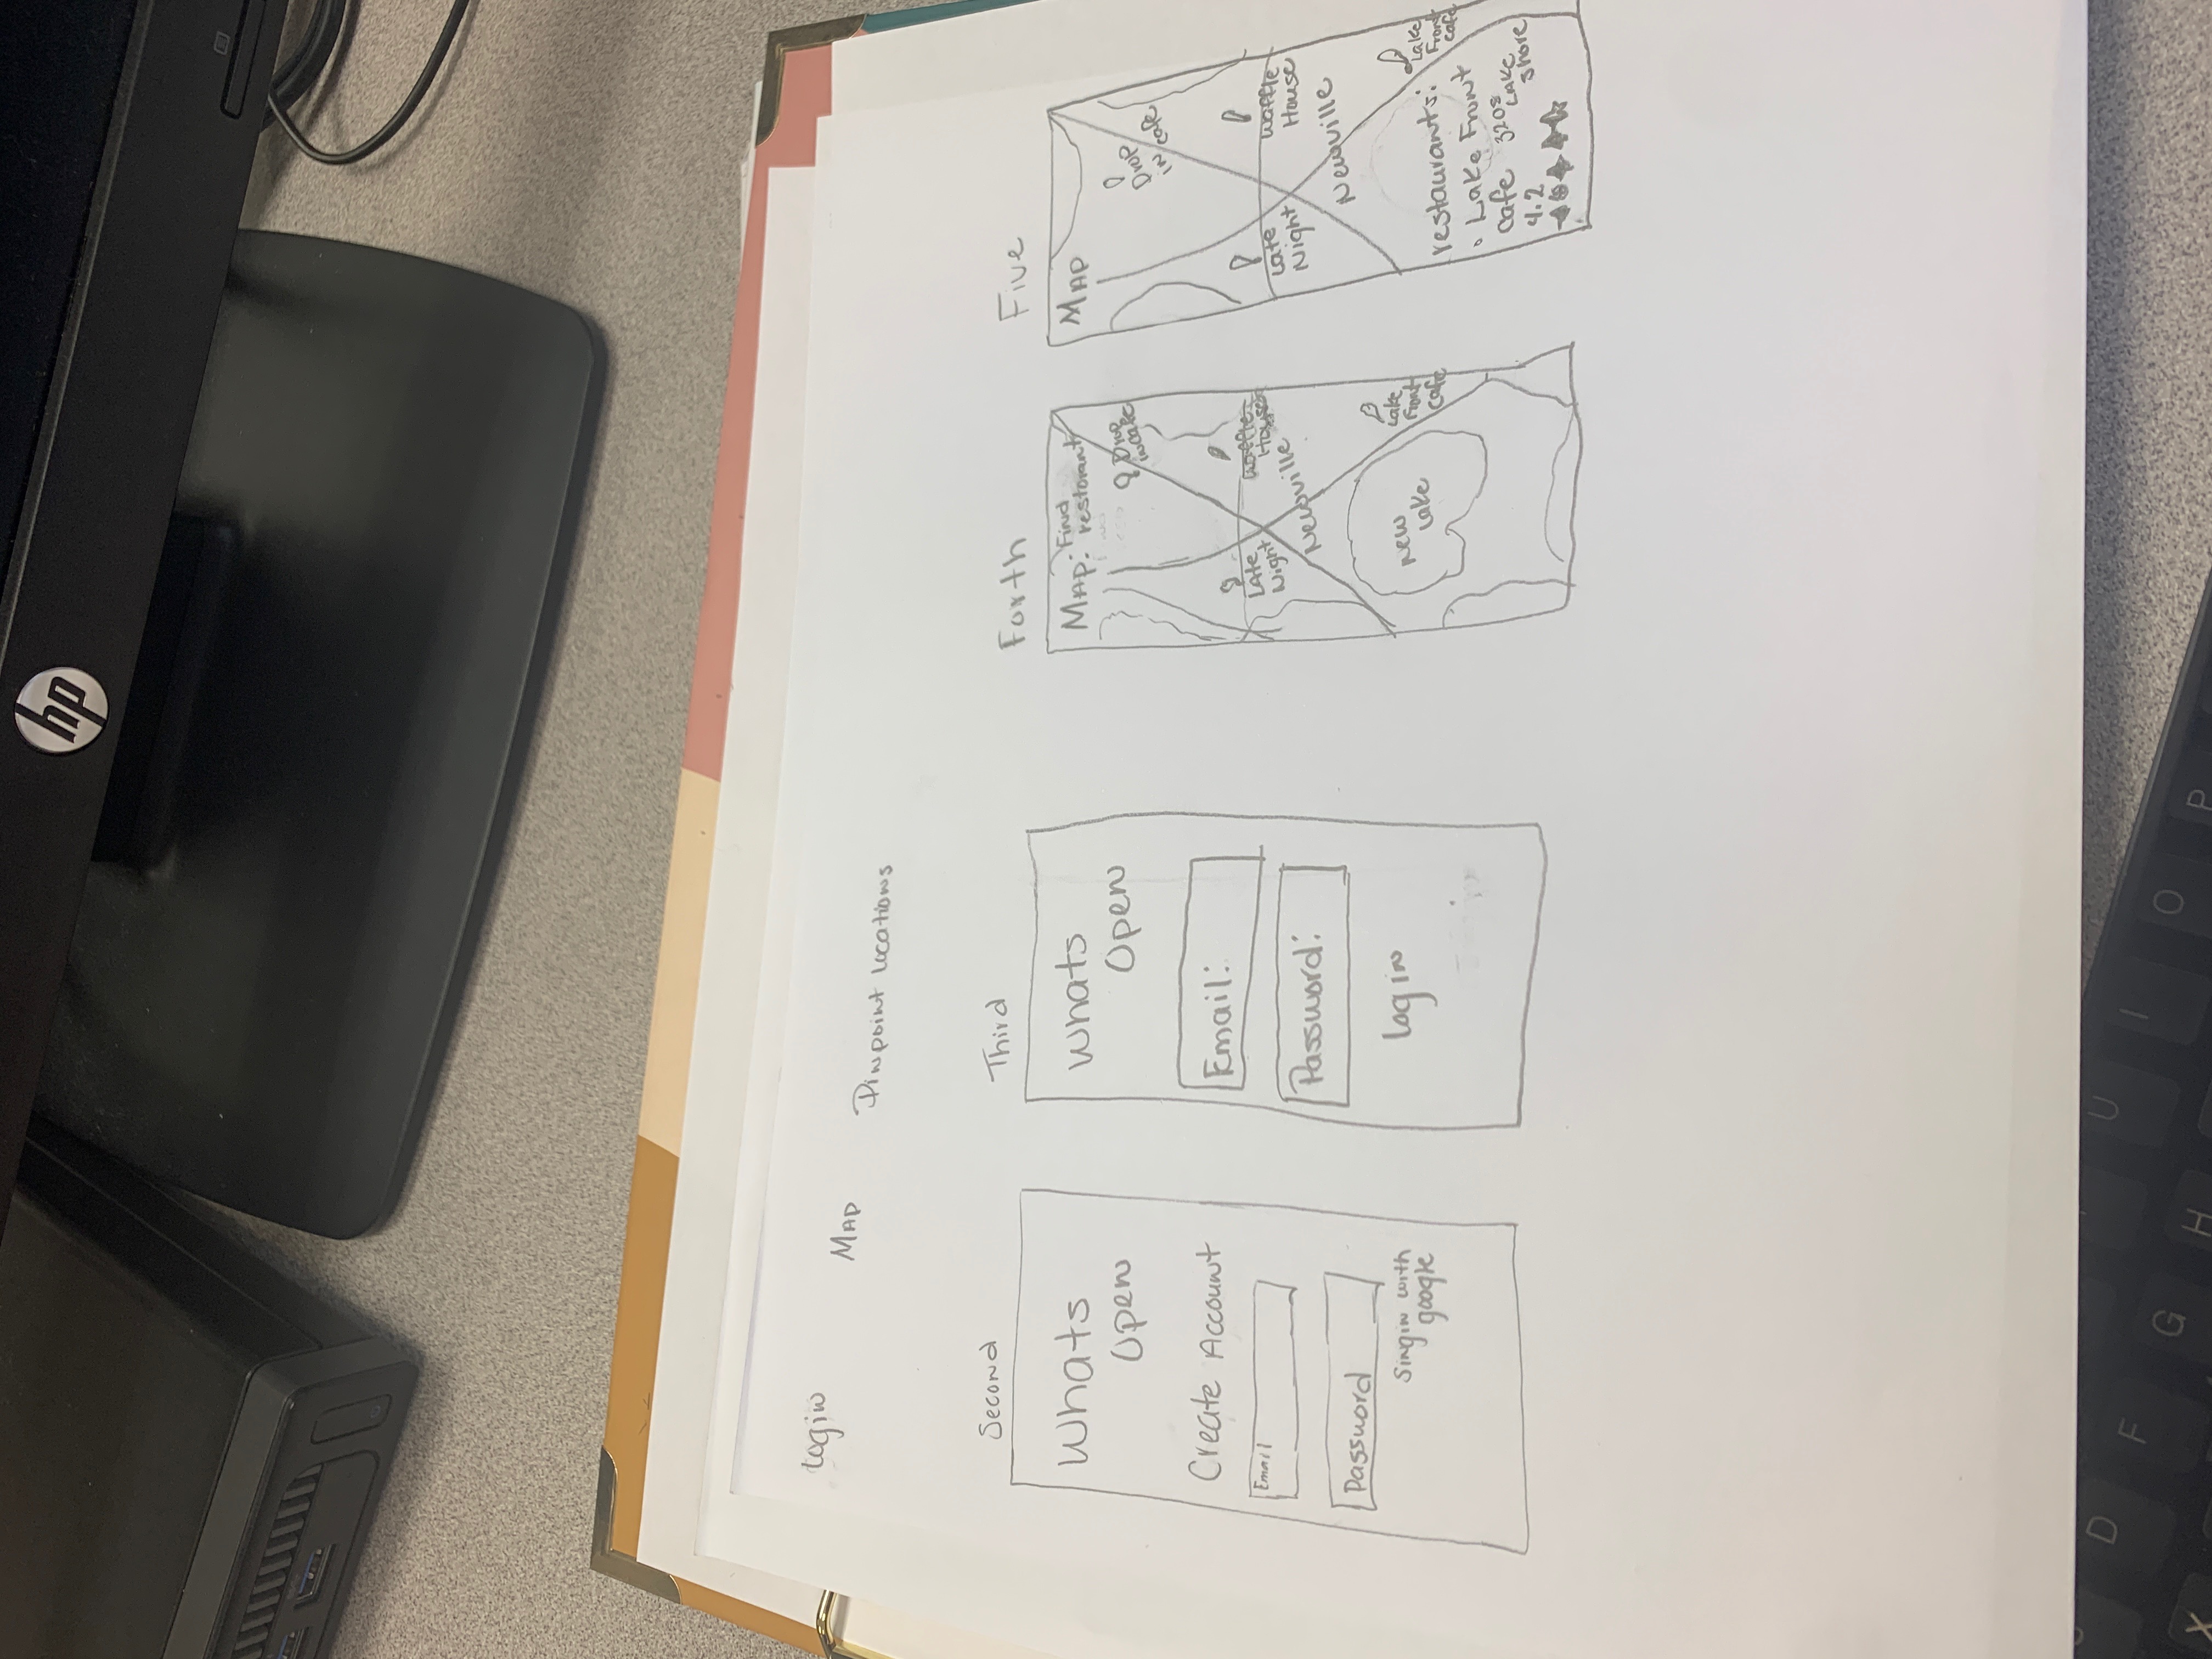 hp
Login
Map
Pinpoint Locations
Second
Whats
Open
Create Account
Email
Password
Singin with
google
Third
Whats
Open
Email:
Password:
Login
Forth
Map: Find
restorant
Drop
in cafe
Late
Night
Waffle
House
Newville
New
Lake
Lake
Front
Cafe
Five
Map
Drop
in cafe
Late
Night
Waffle
House
Newville
Lake
Front
cafe
restaurants:
• Lake Front
cafe 3208
Lake
shore
4.2
D
F
G
H
U
I
O
P
X